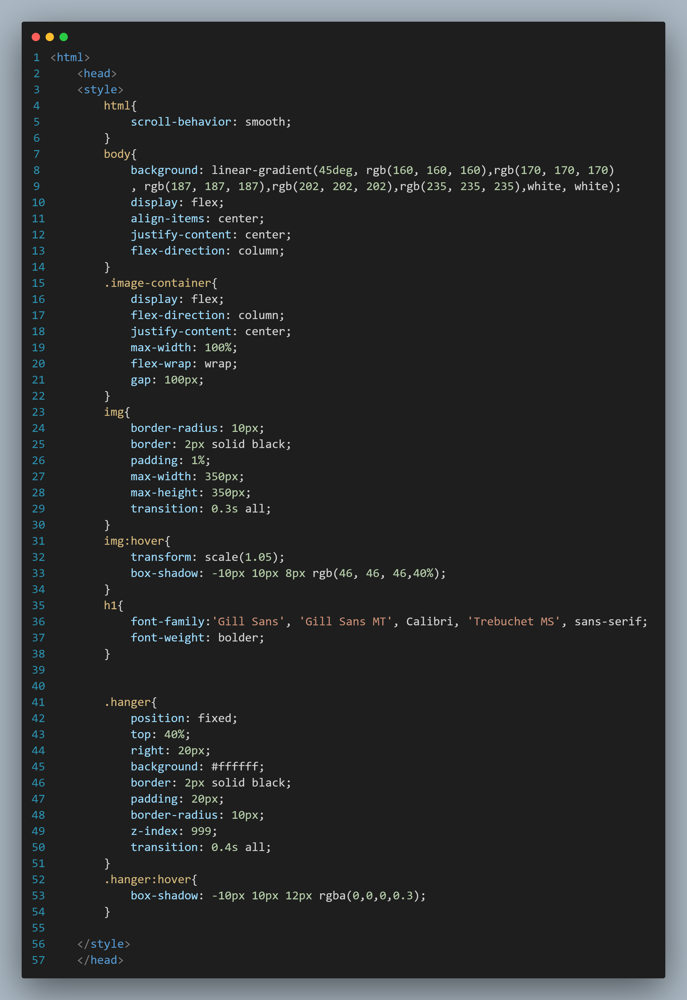 1 <html>
2     <head>
3     <style>
4         html{
5             scroll-behavior: smooth;
6         }
7         body{
8             background: linear-gradient(45deg, rgb(160, 160, 160),rgb(170, 170, 170)
9             , rgb(187, 187, 187),rgb(202, 202, 202),rgb(235, 235, 235),white, white);
10             display: flex;
11             align-items: center;
12             justify-content: center;
13             flex-direction: column;
14         }
15         .image-container{
16             display: flex;
17             flex-direction: column;
18             justify-content: center;
19             max-width: 100%;
20             flex-wrap: wrap;
21             gap: 100px;
22         }
23         img{
24             border-radius: 10px;
25             border: 2px solid black;
26             padding: 1%;
27             max-width: 350px;
28             max-height: 350px;
29             transition: 0.3s all;
30         }
31         img:hover{
32             transform: scale(1.05);
33             box-shadow: -10px 10px 8px rgb(46, 46, 46,40%);
34         }
35         h1{
36             font-family:'Gill Sans', 'Gill Sans MT', Calibri, 'Trebuchet MS', sans-serif;
37             font-weight: bolder;
38         }
39
40
41         .hanger{
42             position: fixed;
43             top: 40%;
44             right: 20px;
45             background: #ffffff;
46             border: 2px solid black;
47             padding: 20px;
48             border-radius: 10px;
49             z-index: 999;
50             transition: 0.4s all;
51         }
52         .hanger:hover{
53             box-shadow: -10px 10px 12px rgba(0,0,0,0.3);
54         }
55
56     </style>
57     </head>